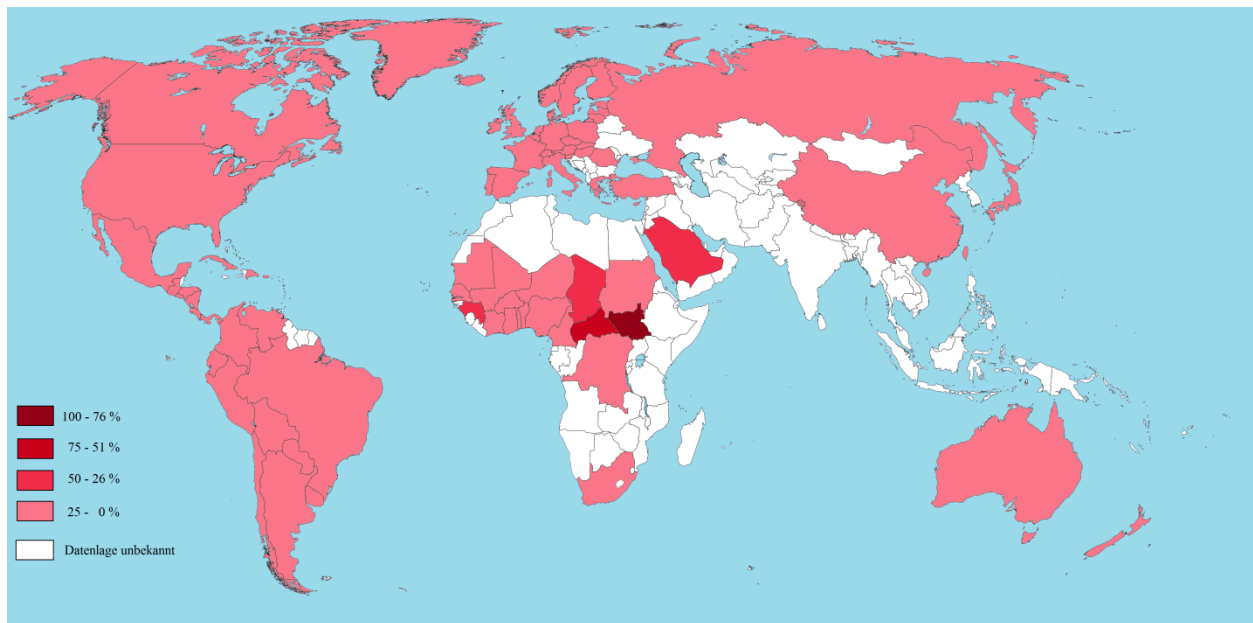 100 - 76 %
75 - 51 %
50 - 26 %
25 - 0 %
Datenlage unbekannt